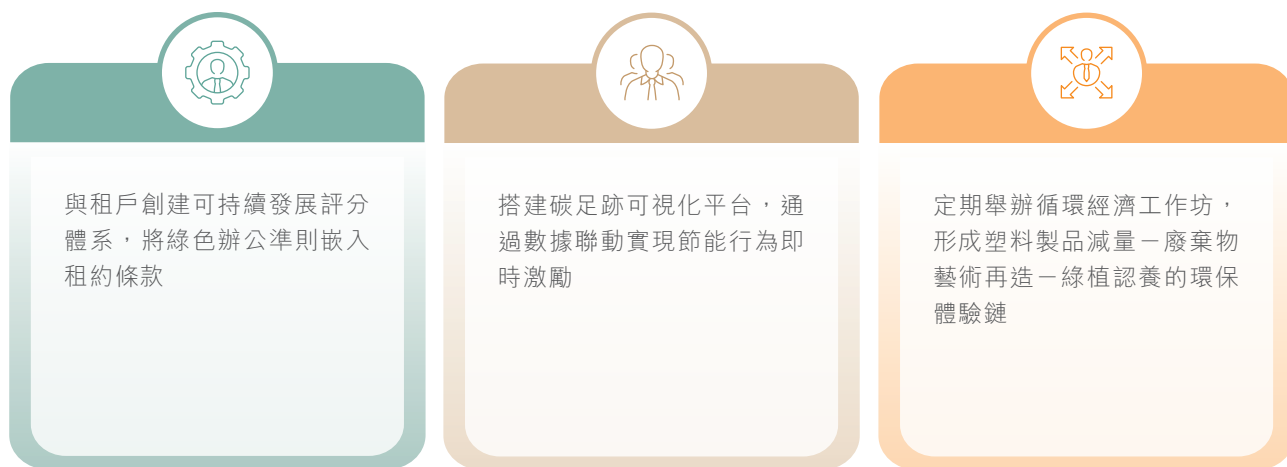 與租戶創建可持續發展評分
體系，將綠色辦公準則嵌入
租約條款
搭建碳足跡可視化平台，通
過數據聯動實現節能行為即
時激勵
定期舉辦循環經濟工作坊，
形成塑料製品減量－廢棄物
藝術再造－綠植認養的環保
體驗鏈